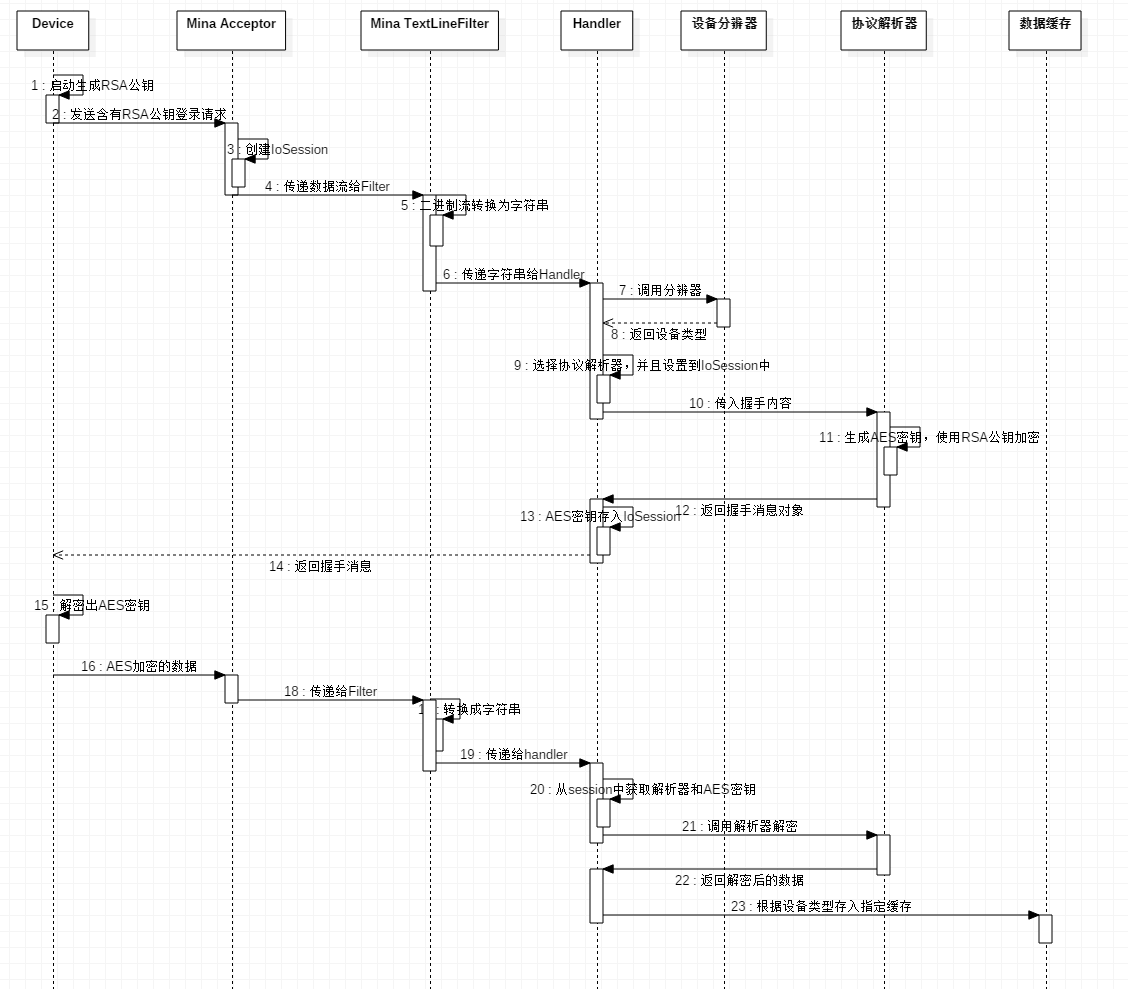 Device
Mina Acceptor
Mina TextLineFilter
Handler
设备分辨器
协议解析器
数据缓存
1 : 启动生成RSA公钥
2 : 发送含有RSA公钥登录请求
3 : 创建IoSession
4 : 传递数据流给Filter
5 : 二进制流转换为字符串
6 : 传递字符串给Handler
7 : 调用分辨器
8 : 返回设备类型
9 : 选择协议解析器，并且设置到IoSession中
10 : 传入握手内容
11 : 生成AES密钥，使用RSA公钥加密
12 : 返回握手消息对象
13 : AES密钥存入IoSession
14 : 返回握手消息
15 : 解密出AES密钥
16 : AES加密的数据
18 : 传递给Filter
: 转换成字符串
19 : 传递给handler
20 : 从session中获取解析器和AES密钥
21 : 调用解析器解密
22 : 返回解密后的数据
23 : 根据设备类型存入指定缓存